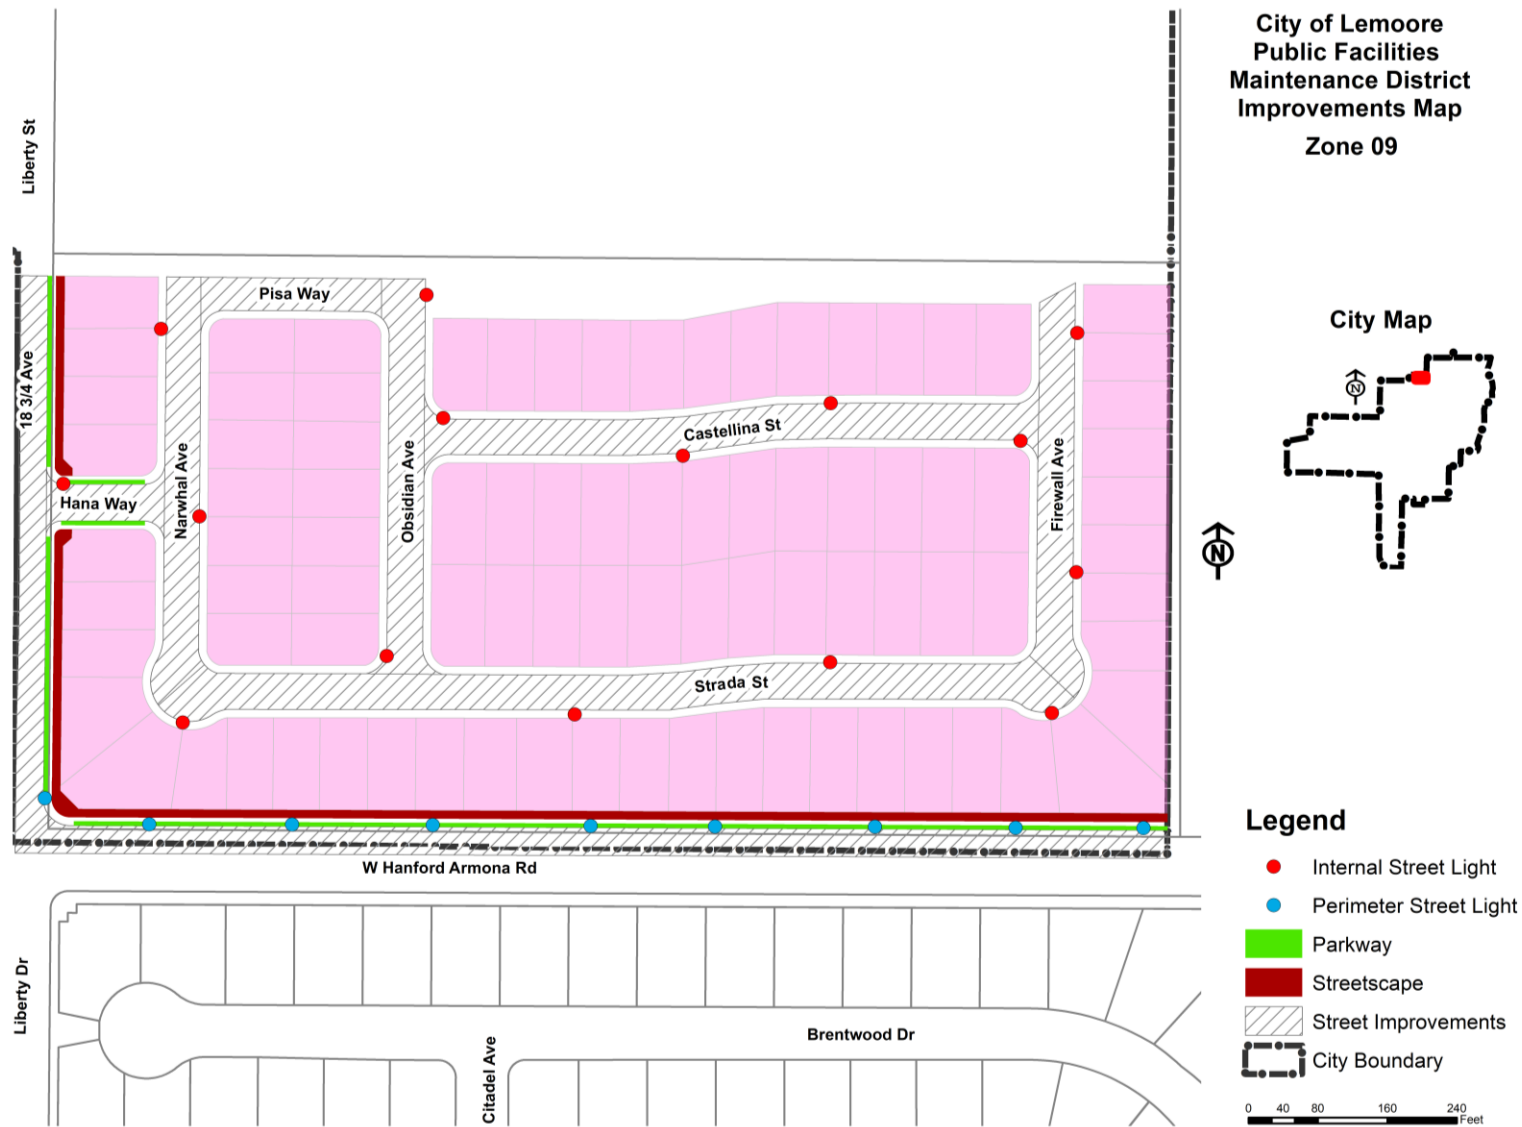 City of Lemoore
Public Facilities
Maintenance District
Improvements Map
Zone 09
Liberty St
18 3/4 Ave
Pisa Way
Hana Way
Narwhal Ave
Obsidian Ave
Castellina St
Firewall Ave
Strada St
W Hanford Armona Rd
Liberty Dr
Citadel Ave
Brentwood Dr
City Map
N
N
Legend
Internal Street Light
Perimeter Street Light
Parkway
Streetscape
Street Improvements
City Boundary
0 40 80 160 240
Feet